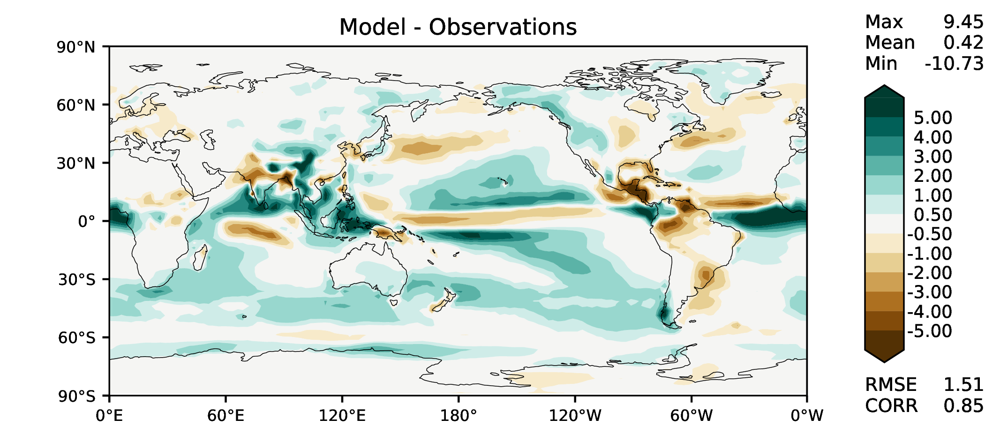 Model - Observations
Max 9.45
Mean 0.42
Min -10.73
90°N
60°N
30°N
0°
30°S
60°S
90°S
0°E 60°E 120°E 180° 120°W 60°W 0°W
5.00
4.00
3.00
2.00
1.00
0.50
-0.50
-1.00
-2.00
-3.00
-4.00
-5.00
RMSE 1.51
CORR 0.85